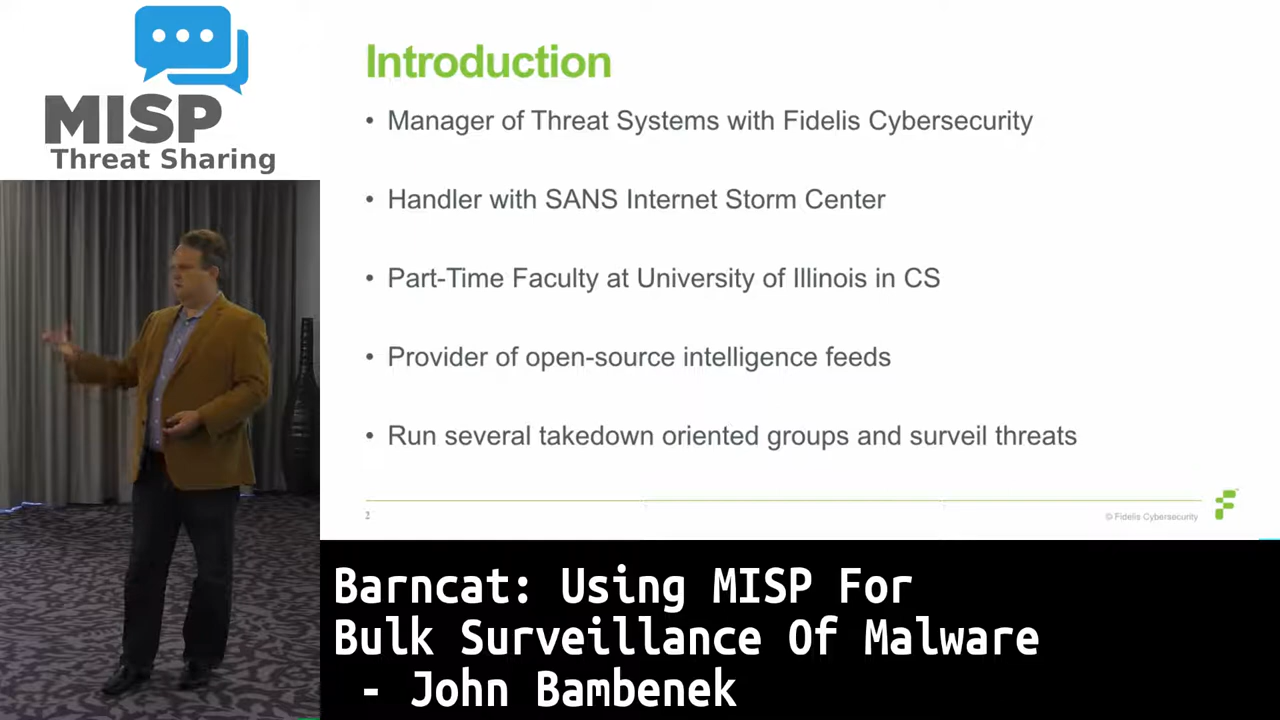 MISP
Threat Sharing
Introduction
• Manager of Threat Systems with Fidelis Cybersecurity
• Handler with SANS Internet Storm Center
• Part-Time Faculty at University of Illinois in CS
• Provider of open-source intelligence feeds
• Run several takedown oriented groups and surveil threats
2
© Fidelis Cybersecurity
Barncat: Using MISP For
Bulk Surveillance Of Malware
- John Bambenek